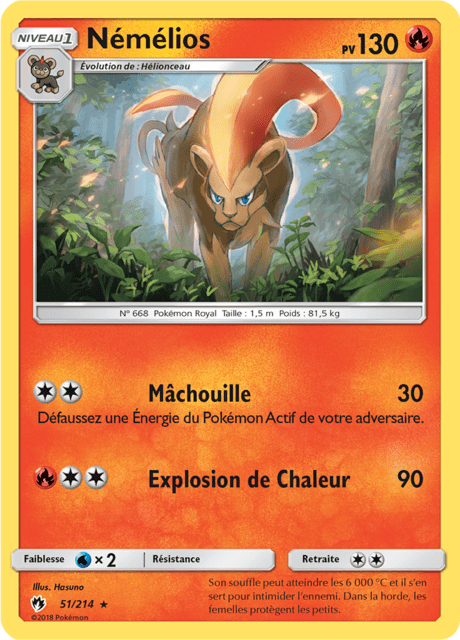 NIVEAU 1
Némélios
PV 130
Évolution de : Hélionceau
N° 668 Pokémon Royal Taille : 1,5 m Poids : 81,5 kg
Mâchouille 30
Défaussez une Énergie du Pokémon Actif de votre adversaire.
Explosion de Chaleur 90
Faiblesse ×2 Résistance Retraite
Illus. Hasuno
51/214 ★
©2018 Pokémon
Son souffle peut atteindre les 6 000 °C et il s'en
sert pour intimider l'ennemi. Dans la horde, les
femelles protègent les petits.